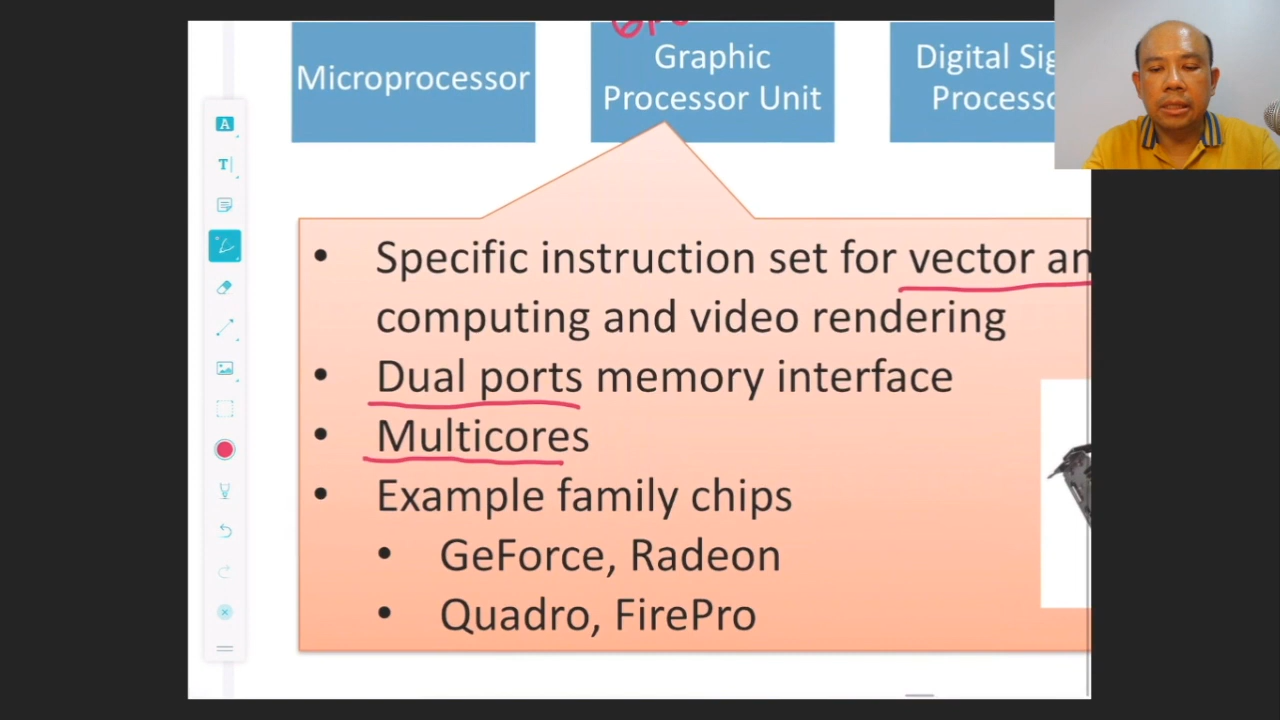 GPU
Microprocessor
Graphic
Processor Unit
Digital Sig
Processo
A
T
• Specific instruction set for vector an
computing and video rendering
• Dual ports memory interface
• Multicores
• Example family chips
• GeForce, Radeon
• Quadro, FirePro